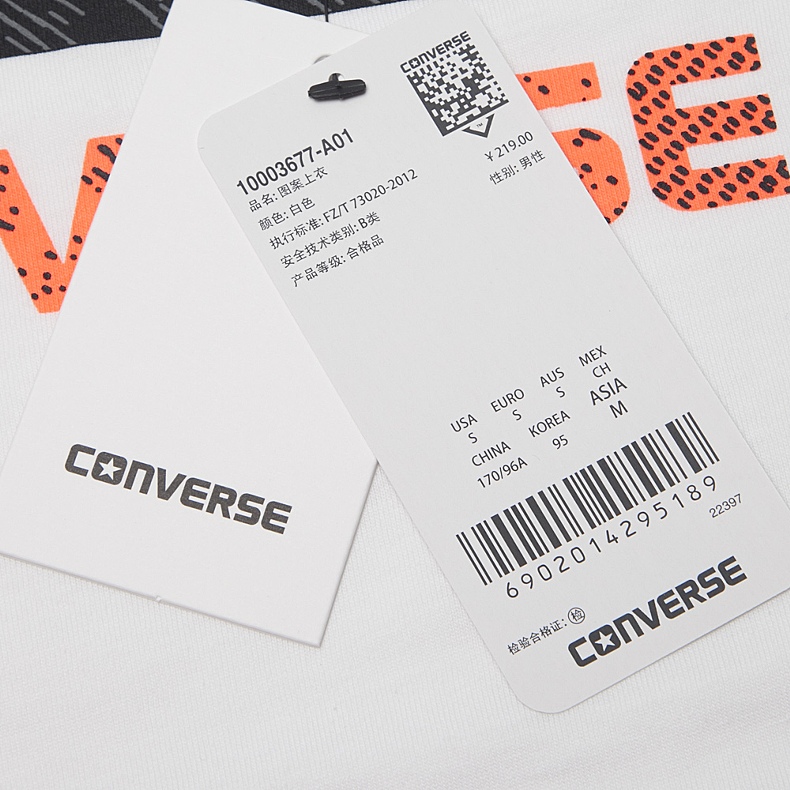 CONVERSE
10003677-A01
品名: 图案上衣
颜色: 白色
执行标准: FZ/T 73020-2012
安全技术类别: B类
产品等级: 合格品
¥219.00
性别: 男性
USA EURO AUS MEX
S S S CH
CHINA KOREA ASIA
170/96A 95 M
6902014295189
22397
检验合格证: 检
CONVERSE
CONVERSE
SE